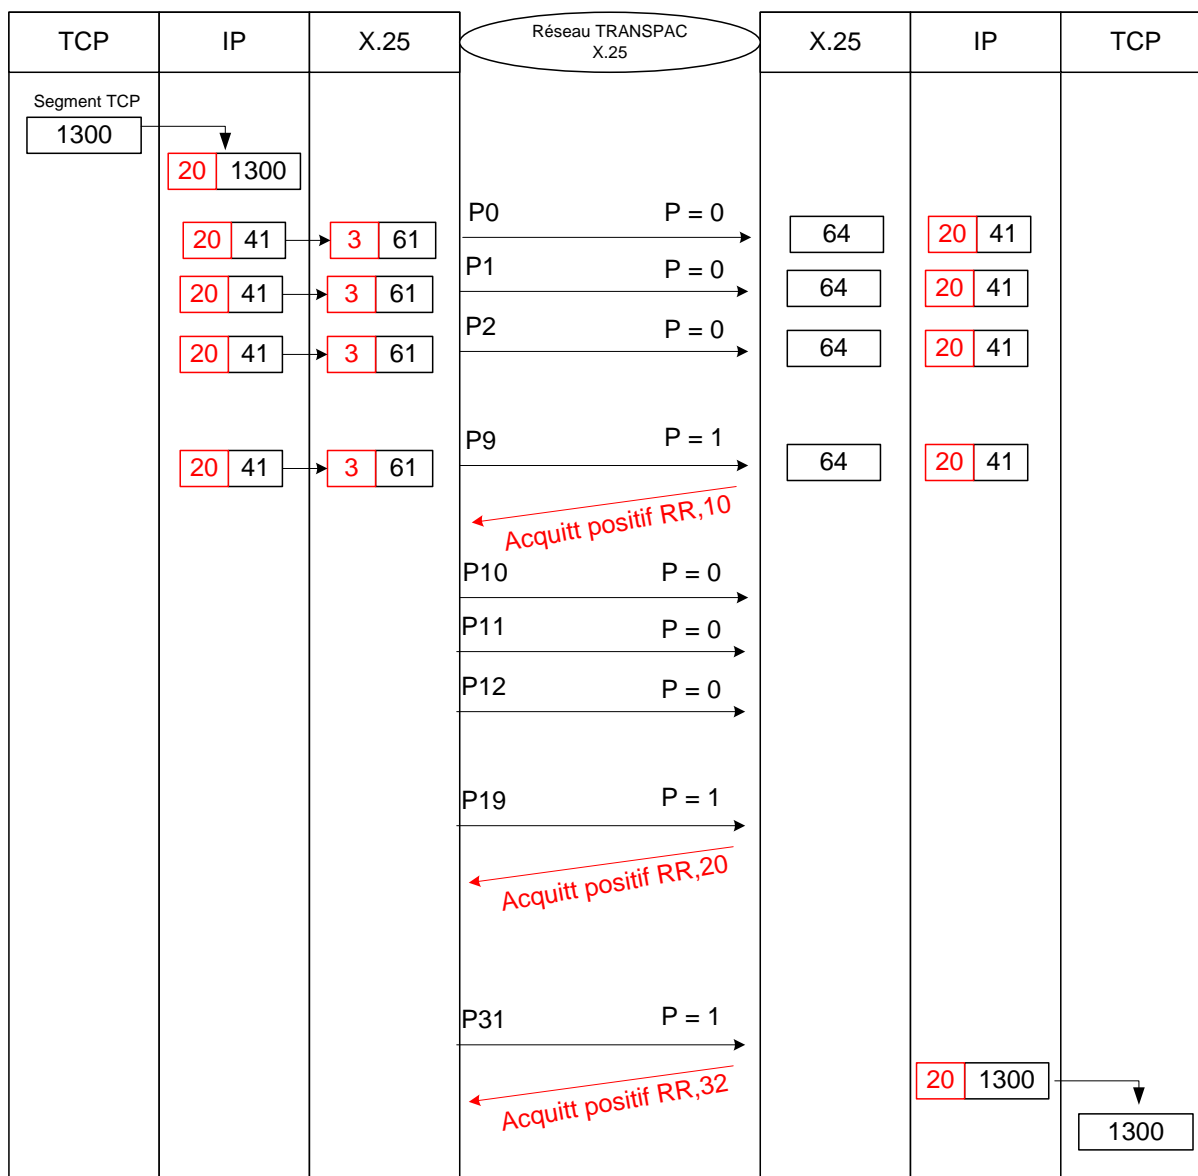 TCP IP X.25 Réseau TRANSPAC X.25 IP TCP
X.25
Segment TCP
1300
20 1300
P0 P = 0
20 41 3 61 64 20 41
P1 P = 0
20 41 3 61 64 20 41
P2 P = 0
20 41 3 61 64 20 41
P9 P = 1
20 41 3 61 64 20 41
Acquitt positif RR,10
P10 P = 0
P11 P = 0
P12 P = 0
P19 P = 1
Acquitt positif RR,20
P31 P = 1
20 1300
Acquitt positif RR,32
1300